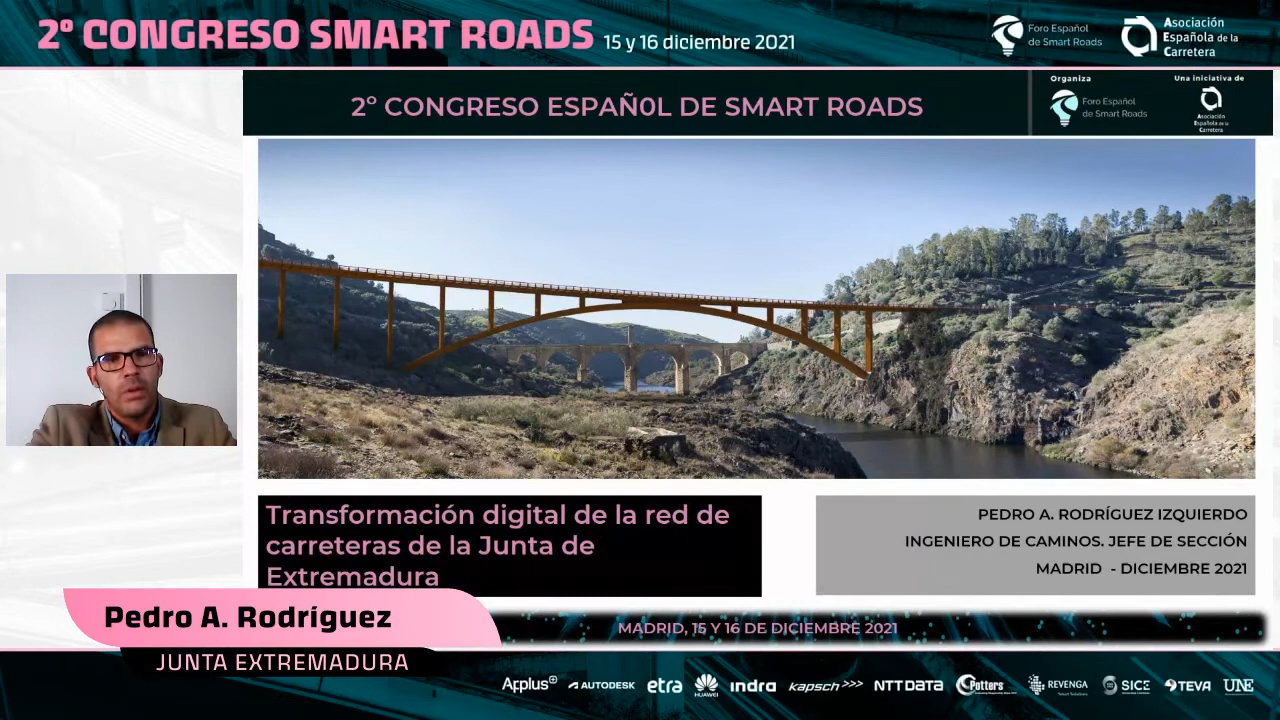 2º CONGRESO SMART ROADS 15 y 16 diciembre 2021
Foro Español
de Smart Roads
Asociación
Española de la
Carretera
2º CONGRESO ESPAÑ0L DE SMART ROADS
Organiza
Foro Español
de Smart Roads
Una iniciativa de
Asociación
Española de la
Carretera
Transformación digital de la red de
carreteras de la Junta de
Extremadura
PEDRO A. RODRÍGUEZ IZQUIERDO
INGENIERO DE CAMINOS. JEFE DE SECCIÓN
MADRID - DICIEMBRE 2021
Pedro A. Rodríguez
JUNTA EXTREMADURA
MADRID, 15 Y 16 DE DICIEMBRE 2021
Applus+ AUTODESK etra HUAWEI indra kapsch >>> NTT DATA Potters REVENGA SICE TEVA UNE